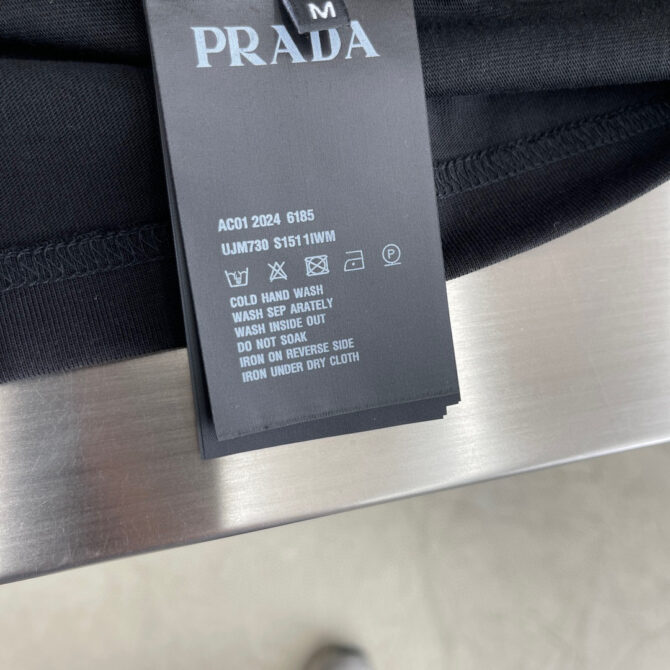 M
PRADA
AC01 2024 6185
UJM730 S1511IWM
P
COLD HAND WASH
WASH SEP ARATELY
WASH INSIDE OUT
DO NOT SOAK
IRON ON REVERSE SIDE
IRON UNDER DRY CLOTH